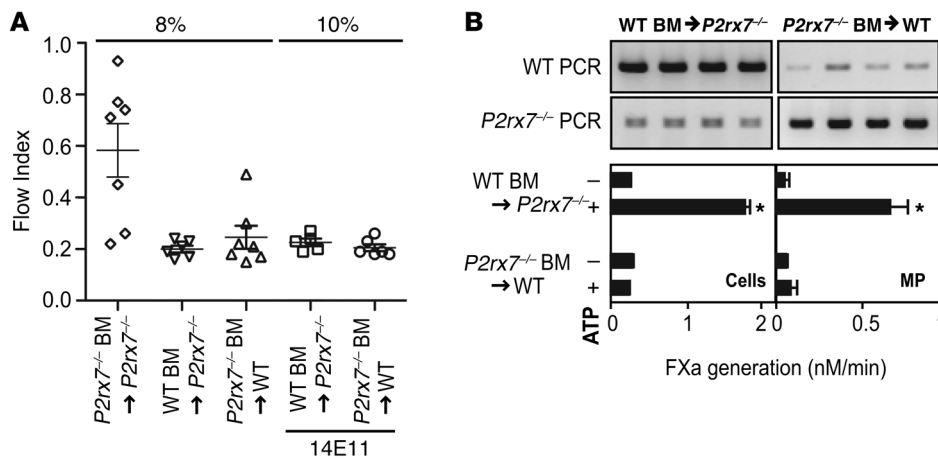 A
8%
10%
1.0
0.8
0.6
0.4
0.2
0.0
Flow Index
P2rx7–/– BM
→ P2rx7–/–
WT BM
→ P2rx7–/–
P2rx7–/– BM
→ WT
WT BM
→ P2rx7–/–
P2rx7–/– BM
→ WT
14E11
B
WT BM → P2rx7–/–
P2rx7–/– BM → WT
WT PCR
P2rx7–/– PCR
WT BM –
→ P2rx7–/– +
* *
P2rx7–/– BM –
→ WT +
Cells
MP
ATP
0 1 2 0 0.5 1
FXa generation (nM/min)